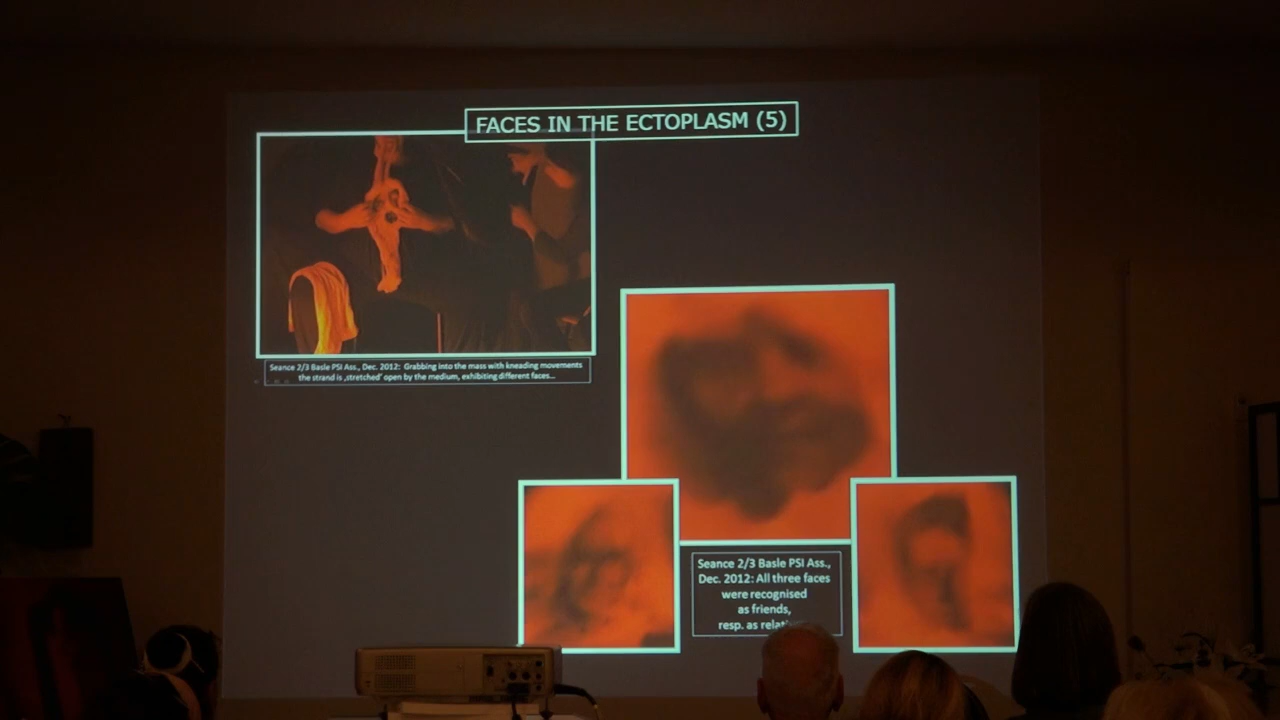 FACES IN THE ECTOPLASM (5)
Seance 2/3 Basle PSI Ass., Dec. 2012: Grabbing into the mass with kneading movements
the strand is ‚stretched' open by the medium, exhibiting different faces...
Seance 2/3 Basle PSI Ass.,
Dec. 2012: All three faces
were recognised
as friends,
resp. as